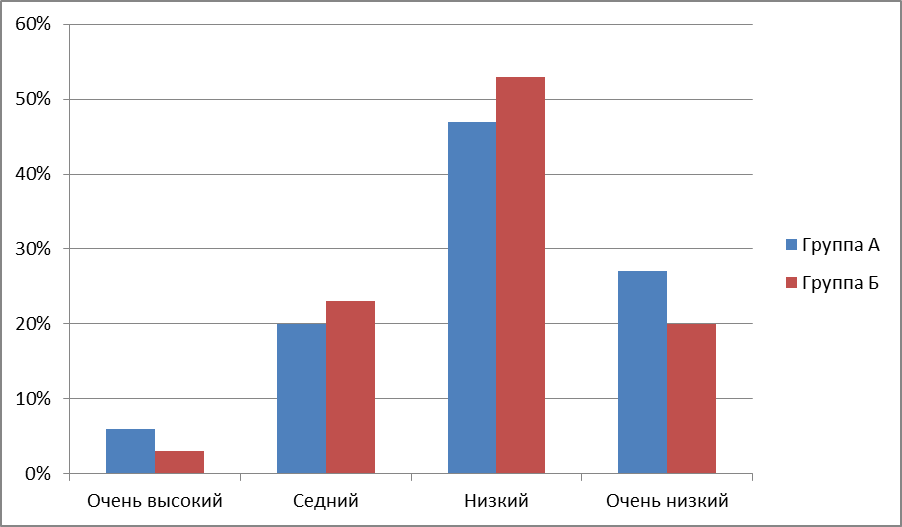 60%
50%
40%
30%
20%
10%
0%
Очень высокий
Седний
Низкий
Очень низкий
Группа А
Группа Б